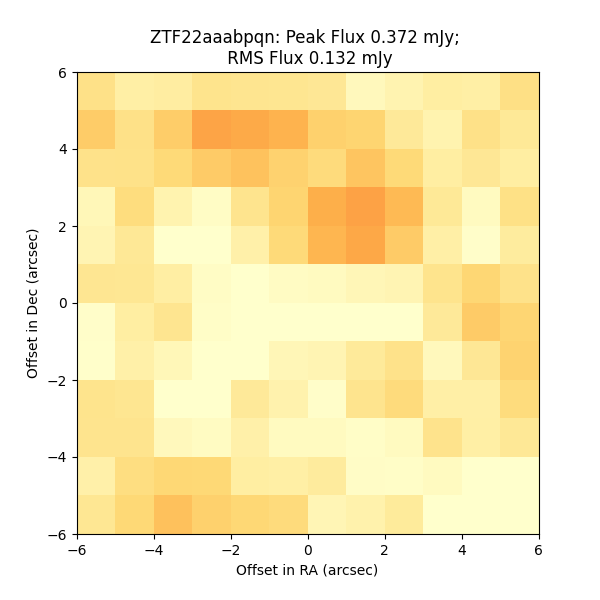 ZTF22aaabpqn: Peak Flux 0.372 mJy;
RMS Flux 0.132 mJy
6
4
2
0
−2
−4
−6
Offset in Dec (arcsec)
−6 −4 −2 0 2 4 6
Offset in RA (arcsec)